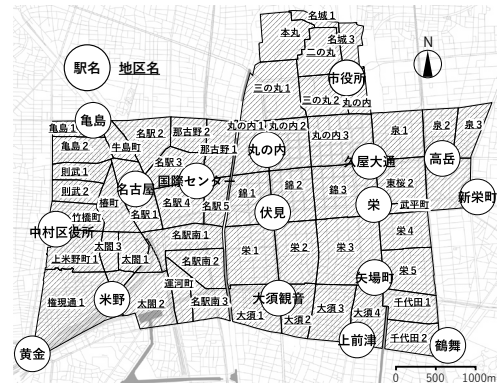 名城 1
本丸
名城 3
二の丸
市役所
三の丸 1
三の丸 2
丸の内
N
駅名
地区名
亀島
亀島 1
亀島 2
牛島町
名駅 2
那古野 2
那古野 1
丸の内 1
丸の内 2
丸の内 3
丸の内
泉 1
泉 2
泉 3
久屋大通
高岳
名駅 3
則武 1
則武 2
名古屋
国際センター
椿町
竹橋町
名駅 1
名駅 4
名駅 5
錦 1
錦 2
錦 3
伏見
栄
東桜 2
武平町
新栄町
中村区役所
太閤 3
上米野町 1
太閤 1
名駅南 1
名駅南 2
名駅南 3
運河町
栄 1
栄 2
栄 3
栄 4
栄 5
矢場町
権現通 1
米野
太閤 2
大須観音
大須 1
大須 2
大須 3
大須 4
千代田 1
千代田 2
上前津
鶴舞
黄金
0 500 1000m